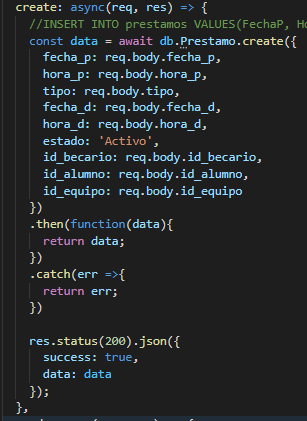 create: async(req, res) => {
//INSERT INTO prestamos VALUES(FechaP, Ho
const data = await db.Prestamo.create({
fecha_p: req.body.fecha_p,
hora_p: req.body.hora_p,
tipo: req.body.tipo,
fecha_d: req.body.fecha_d,
hora_d: req.body.hora_d,
estado: 'Activo',
id_becario: req.body.id_becario,
id_alumno: req.body.id_alumno,
id_equipo: req.body.id_equipo
})
.then(function(data){
return data;
})
.catch(err =>{
return err;
})
res.status(200).json({
success: true,
data: data
});
},